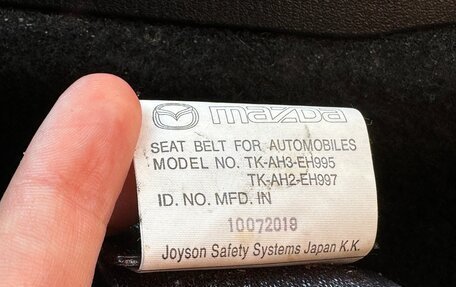 mazda
SEAT BELT FOR AUTOMOBILES
MODEL NO. TK-AH3-EH995
TK-AH2-EH997
ID. NO. MFD. IN
10072019
Joyson Safety Systems Japan K.K.